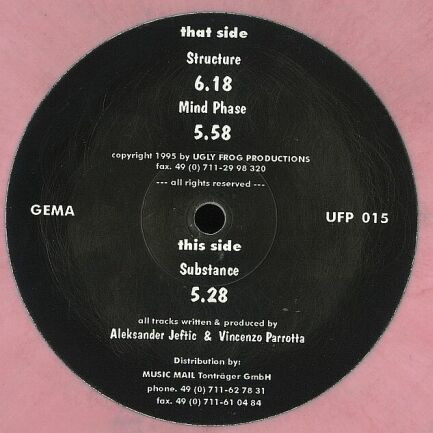 that side
Structure
6.18
Mind Phase
5.58
copyright 1995 by UGLY FROG PRODUCTIONS
fax. 49 (0) 711-29 98 320
--- all rights reserved ---
GEMA
UFP 015
this side
Substance
5.28
all tracks written & produced by
Aleksander Jeftic & Vincenzo Parrotta
Distribution by:
MUSIC MAIL Tonträger GmbH
phone. 49 (0) 711-62 78 31
fax. 49 (0) 711-61 04 84